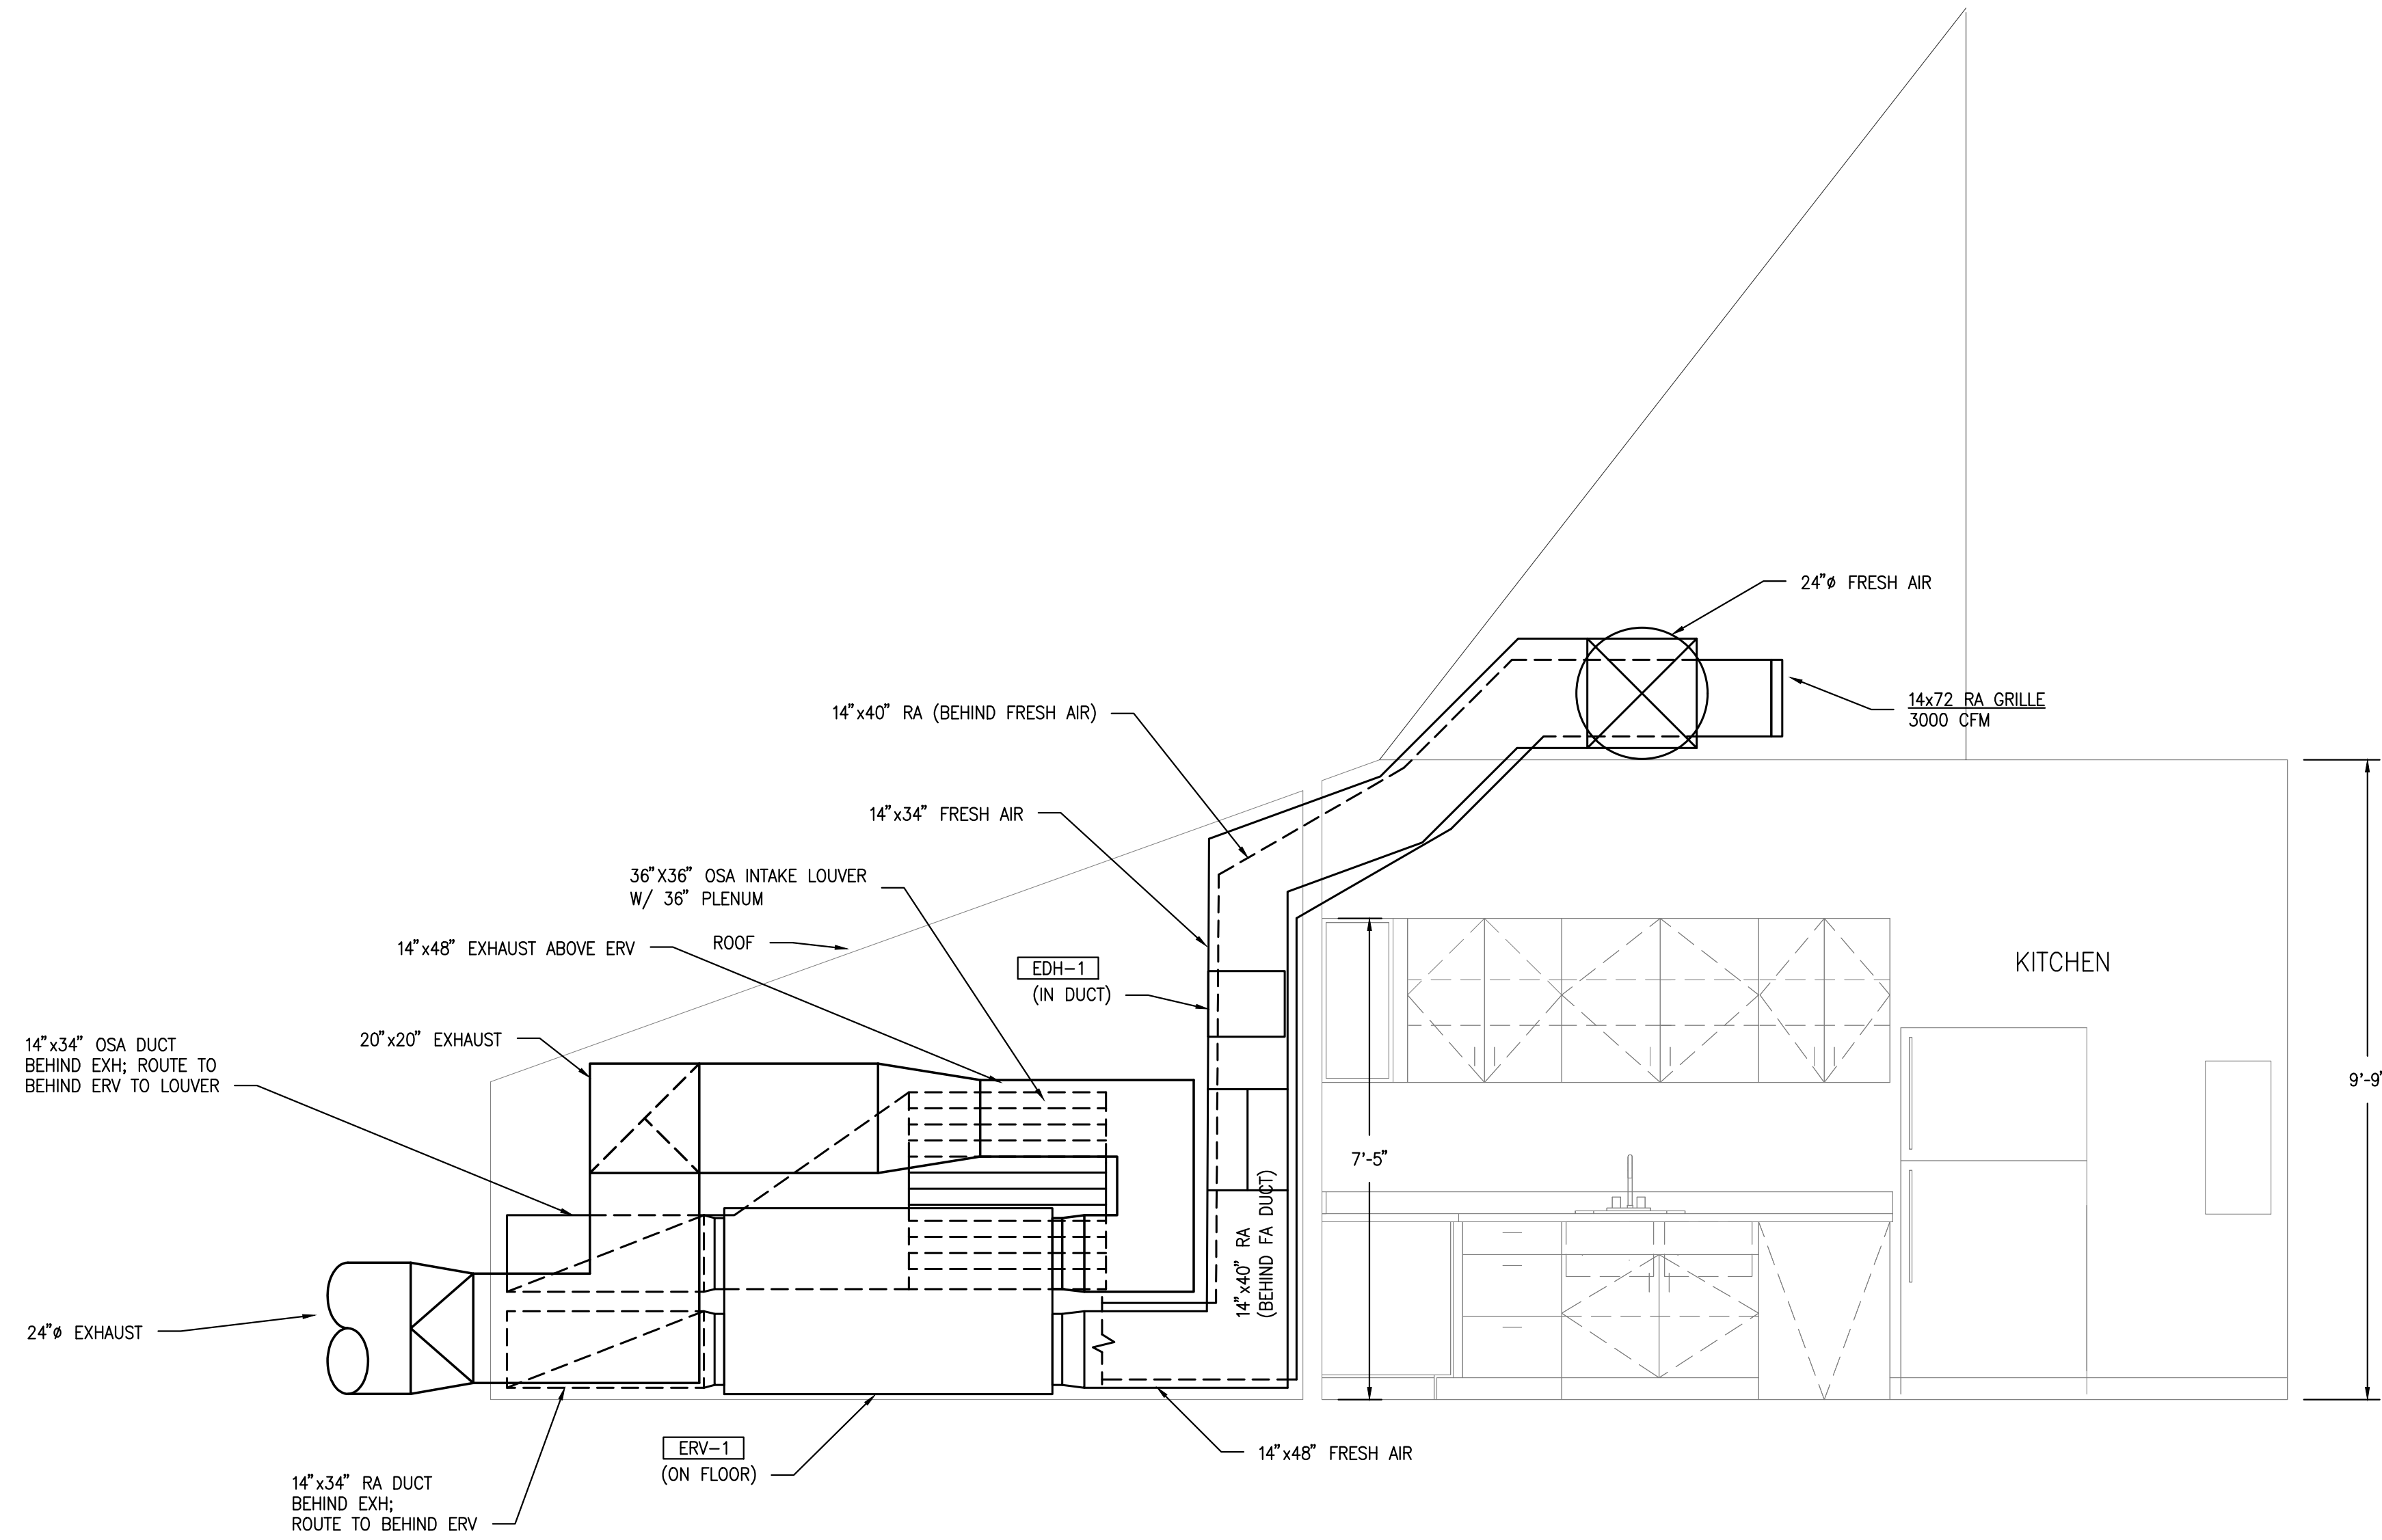 24"ø FRESH AIR
14"x40" RA (BEHIND FRESH AIR)
14x72 RA GRILLE
3000 CFM
14"x34" FRESH AIR
36"X36" OSA INTAKE LOUVER
W/ 36" PLENUM
ROOF
14"x48" EXHAUST ABOVE ERV
KITCHEN
EDH-1
(IN DUCT)
20"x20" EXHAUST
14"x34" OSA DUCT
BEHIND EXH; ROUTE TO
BEHIND ERV TO LOUVER
9'-9"
7'-5"
14"x40" RA
(BEHIND FA DUCT)
24"ø EXHAUST
ERV-1
(ON FLOOR)
14"x48" FRESH AIR
14"x34" RA DUCT
BEHIND EXH;
ROUTE TO BEHIND ERV